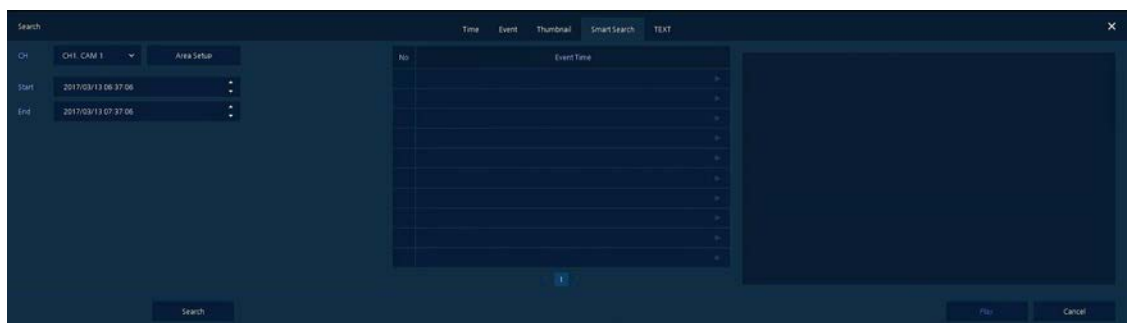 Search
Time Event Thumbnail Smart Search TEXT
CH CH1. CAM 1 Area Setup
Start 2017/03/13 06:37:06
End 2017/03/13 07:37:06
No Event Time
1
Search
Play Cancel